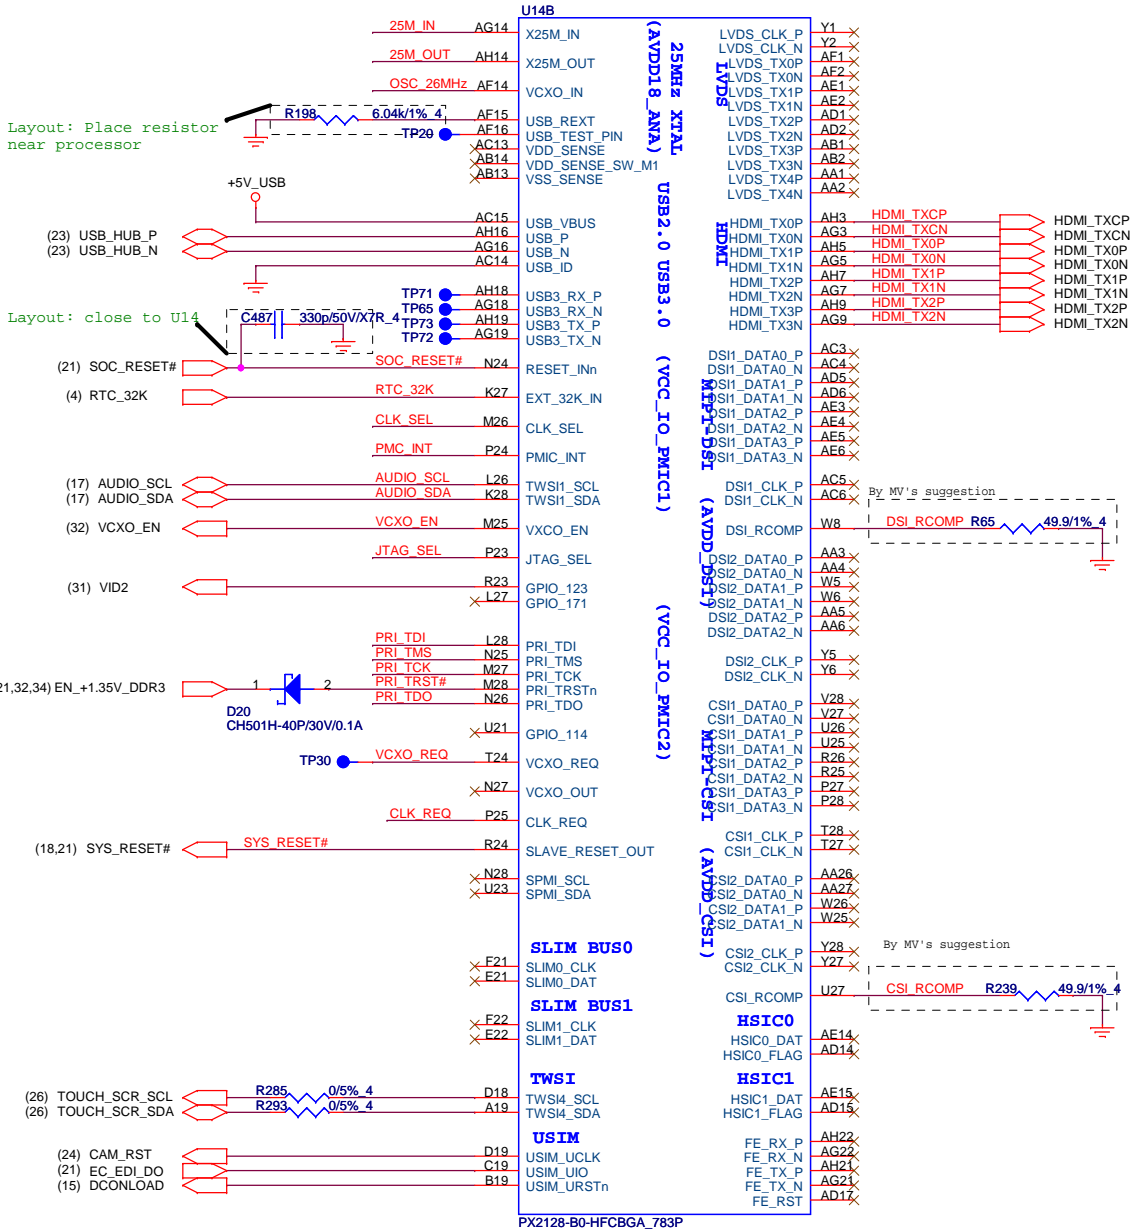 U14B
25M_IN AG14 X25M_IN LVDS_CLK_P Y1
LVDS_CLK_N Y2
25M_OUT AH14 X25M_OUT LVDS_TX0P AF1
LVDS_TX0N AF2
OSC_26MHz AF14 VCXO_IN LVDS_TX1P AE1
LVDS_TX1N AE2
R198 6.04k/1%_4 AF15 USB_REXT LVDS_TX2P AD1
Layout: Place resistor
near processor
TP20 AF16 USB_TEST_PIN LVDS_TX2N AD2
AC13 VDD_SENSE LVDS_TX3P AB1
AB14 VDD_SENSE_SW_M1 LVDS_TX3N AB2
AB13 VSS_SENSE LVDS_TX4P AA1
LVDS_TX4N AA2
25MHz XTAL
(AVDD18_ANA)
LVDS
+5V_USB
AC15 USB_VBUS HDMI_TX0P AH3 HDMI_TXCP HDMI_TXCP
(23) USB_HUB_P AH16 USB_P HDMI_TX0N AG3 HDMI_TXCN HDMI_TXCN
(23) USB_HUB_N AG16 USB_N HDMI_TX1P AH5 HDMI_TX0P HDMI_TX0P
AC14 USB_ID HDMI_TX1N AG5 HDMI_TX0N HDMI_TX0N
HDMI_TX2P AH7 HDMI_TX1P HDMI_TX1P
TP71 AH18 USB3_RX_P HDMI_TX2N AG7 HDMI_TX1N HDMI_TX1N
TP65 AG18 USB3_RX_N HDMI_TX3P AH9 HDMI_TX2P HDMI_TX2P
TP73 AH19 USB3_TX_P HDMI_TX3N AG9 HDMI_TX2N HDMI_TX2N
TP72 AG19 USB3_TX_N
USB2.0 USB3.0
HDMI
Layout: close to U14
C487 330p/50V/X7R_4
DSI1_DATA0_P AC3
(21) SOC_RESET# SOC_RESET# N24 RESET_INn DSI1_DATA0_N AC4
DSI1_DATA1_P AD5
(4) RTC_32K RTC_32K K27 EXT_32K_IN DSI1_DATA1_N AD6
DSI1_DATA2_P AE3
CLK_SEL M26 CLK_SEL DSI1_DATA2_N AE4
DSI1_DATA3_P AE5
PMC_INT P24 PMIC_INT DSI1_DATA3_N AE6
(VCC_IO_PMIC1)
MIPI-DSI (AVDD_DSI)
(17) AUDIO_SCL AUDIO_SCL L26 TWSI1_SCL DSI1_CLK_P AC5
(17) AUDIO_SDA AUDIO_SDA K28 TWSI1_SDA DSI1_CLK_N AC6
By MV's suggestion
(32) VCXO_EN VCXO_EN M25 VXCO_EN DSI_RCOMP W8 DSI_RCOMP R65 49.9/1%_4
JTAG_SEL P23 JTAG_SEL DSI2_DATA0_P AA3
DSI2_DATA0_N AA4
(31) VID2 R23 GPIO_123 DSI2_DATA1_P W5
L27 GPIO_171 DSI2_DATA1_N W6
DSI2_DATA2_P AA5
DSI2_DATA2_N AA6
(VCC_IO_PMIC2)
PRI_TDI L28 PRI_TDI
PRI_TMS N25 PRI_TMS DSI2_CLK_P Y5
PRI_TCK M27 PRI_TCK DSI2_CLK_N Y6
21,32,34) EN_+1.35V_DDR3 1 2 PRI_TRST# M28 PRI_TRSTn
PRI_TDO N26 PRI_TDO CSI1_DATA0_P V28
D20
CH501H-40P/30V/0.1A
CSI1_DATA0_N V27
U21 GPIO_114 CSI1_DATA1_P U26
CSI1_DATA1_N U25
TP30 VCXO_REQ T24 VCXO_REQ CSI1_DATA2_P R26
CSI1_DATA2_N R25
N27 VCXO_OUT CSI1_DATA3_P P27
CSI1_DATA3_N P28
MIPI-CSI (AVDD_CSI)
CLK_REQ P25 CLK_REQ
CSI1_CLK_P T28
(18,21) SYS_RESET# SYS_RESET# R24 SLAVE_RESET_OUT CSI1_CLK_N T27
N28 SPMI_SCL CSI2_DATA0_P AA26
U23 SPMI_SDA CSI2_DATA0_N AA27
CSI2_DATA1_P W26
CSI2_DATA1_N W25
SLIM BUS0
By MV's suggestion
CSI2_CLK_P Y28
F21 SLIM0_CLK CSI2_CLK_N Y27
E21 SLIM0_DAT
CSI_RCOMP U27 CSI_RCOMP R239 49.9/1%_4
SLIM BUS1
HSIC0
F22 SLIM1_CLK
E22 SLIM1_DAT HSIC0_DAT AE14
HSIC0_FLAG AD14
TWSI
HSIC1
(26) TOUCH_SCR_SCL R285 0/5%_4 D18 TWSI4_SCL HSIC1_DAT AE15
(26) TOUCH_SCR_SDA R293 0/5%_4 A19 TWSI4_SDA HSIC1_FLAG AD15
USIM
FE_RX_P AH22
(24) CAM_RST D19 USIM_UCLK FE_RX_N AG22
(21) EC_EDI_DO C19 USIM_UIO FE_TX_P AH21
(15) DCONLOAD B19 USIM_URSTn FE_TX_N AG21
FE_RST AD17
PX2128-B0-HFCBGA_783P